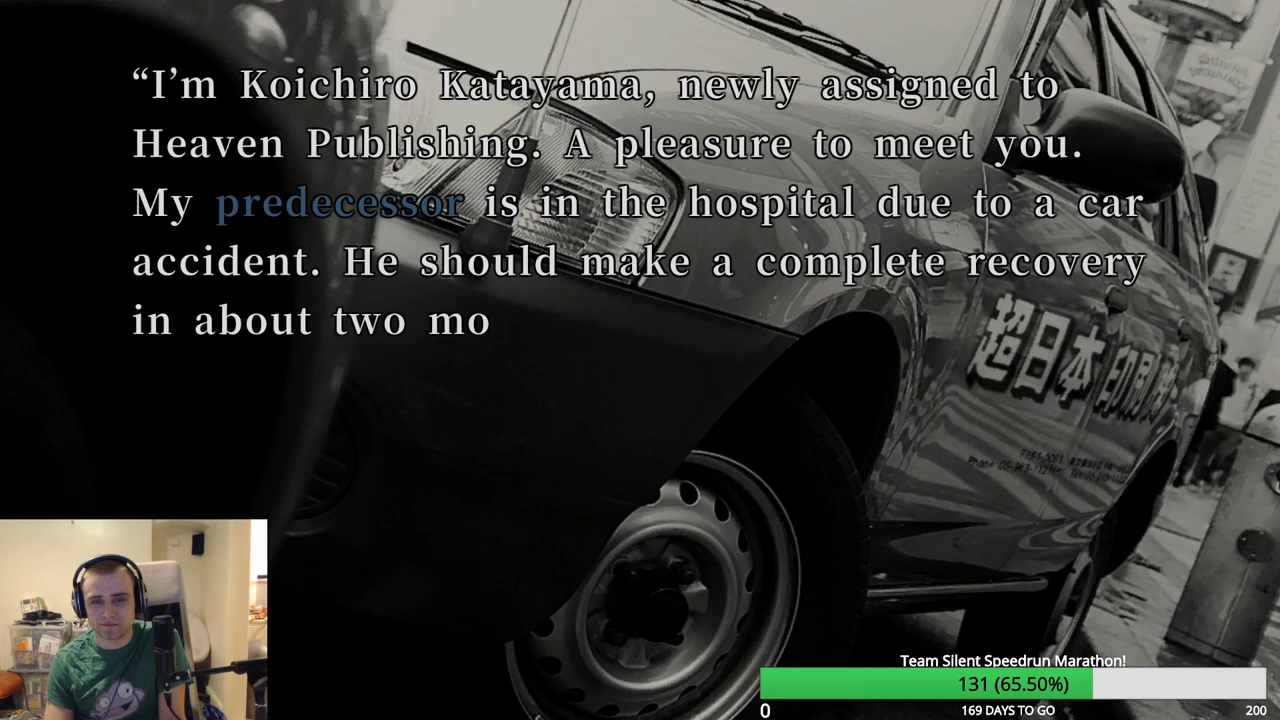 “I’m Koichiro Katayama, newly assigned to
Heaven Publishing. A pleasure to meet you.
My predecessor is in the hospital due to a car
accident. He should make a complete recovery
in about two mo
超日本印刷
Team Silent Speedrun Marathon!
131 (65.50%)
0
169 DAYS TO GO
200